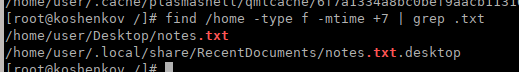 [root@koshenkov /]# find /home -type f -mtime +7 | grep .txt
/home/user/Desktop/notes.txt
/home/user/.local/share/RecentDocuments/notes.txt.desktop
[root@koshenkov /]#